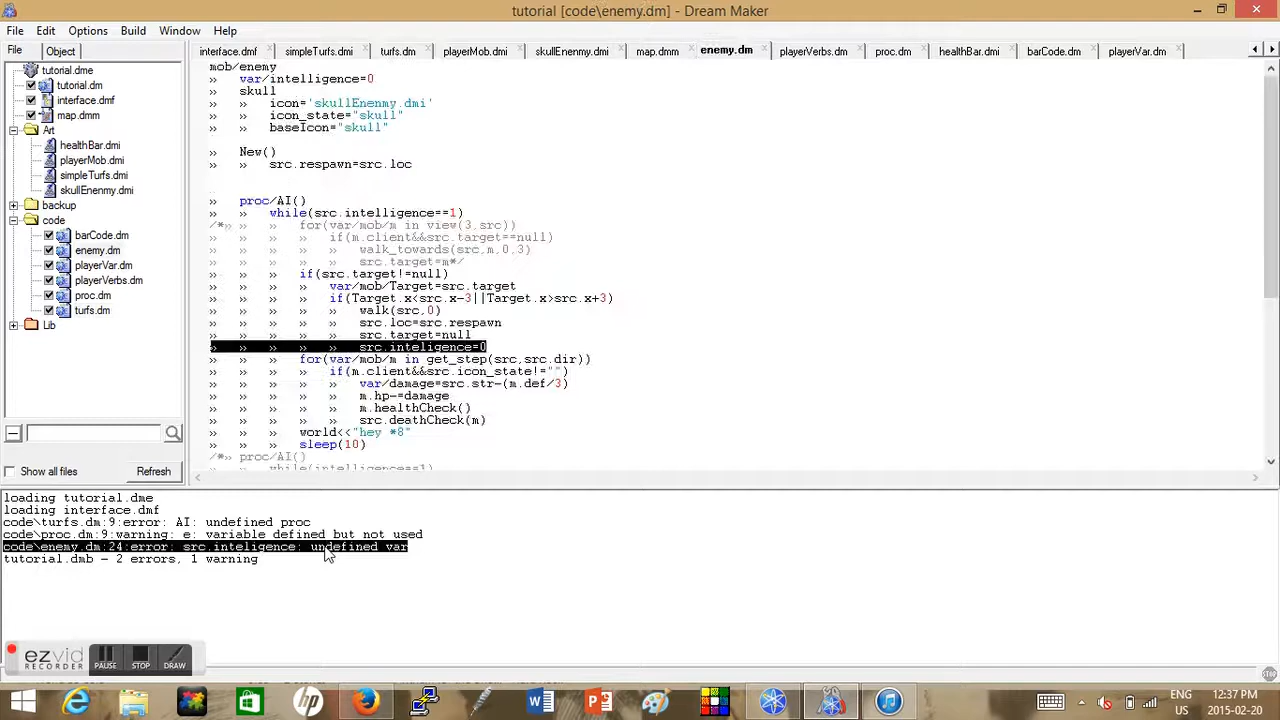 tutorial [code\enemy.dm] - Dream Maker
File Edit Options Build Window Help
File Object
interface.dmf simpleTurfs.dmi turfs.dm playerMob.dmi skullEnenmy.dmi map.dmm enemy.dm playerVerbs.dm proc.dm healthBar.dmi barCode.dm playerVar.dm
tutorial.dme
tutorial.dm
interface.dmf
map.dmm
Art
healthBar.dmi
playerMob.dmi
simpleTurfs.dmi
skullEnenmy.dmi
backup
code
barCode.dm
enemy.dm
playerVar.dm
playerVerbs.dm
proc.dm
turfs.dm
Lib
Show all files Refresh
mob/enemy
» var/intelligence=0
» skull
» » icon='skullEnenmy.dmi'
» » icon_state="skull"
» » baseIcon="skull"
» New()
» » src.respawn=src.loc
» proc/AI()
» » while(src.intelligence==1)
/*» » » for(var/mob/m in view(3,src))
» » » » if(m.client&&src.target==null)
» » » » » walk_towards(src,m,0,3)
» » » » » src.target=m*/
» » » if(src.target!=null)
» » » » var/mob/Target=src.target
» » » » if(Target.x<src.x-3||Target.x>src.x+3)
» » » » » walk(src,0)
» » » » » src.loc=src.respawn
» » » » » src.target=null
» » » » » src.inteligence=0
» » » for(var/mob/m in get_step(src,src.dir))
» » » » if(m.client&&src.icon_state!="")
» » » » » var/damage=src.str-(m.def/3)
» » » » » m.hp-=damage
» » » » » m.healthCheck()
» » » » » src.deathCheck(m)
» » » world<<"hey *8"
» » » sleep(10)
/*» proc/AI()
» » while(intelligence==1)
loading tutorial.dme
loading interface.dmf
code\turfs.dm:9:error: AI: undefined proc
code\proc.dm:9:warning: e: variable defined but not used
code\enemy.dm:24:error: src.inteligence: undefined var
tutorial.dmb - 2 errors, 1 warning
ezvid
RECORDER
PAUSE STOP DRAW
ENG
US
12:37 PM
2015-02-20